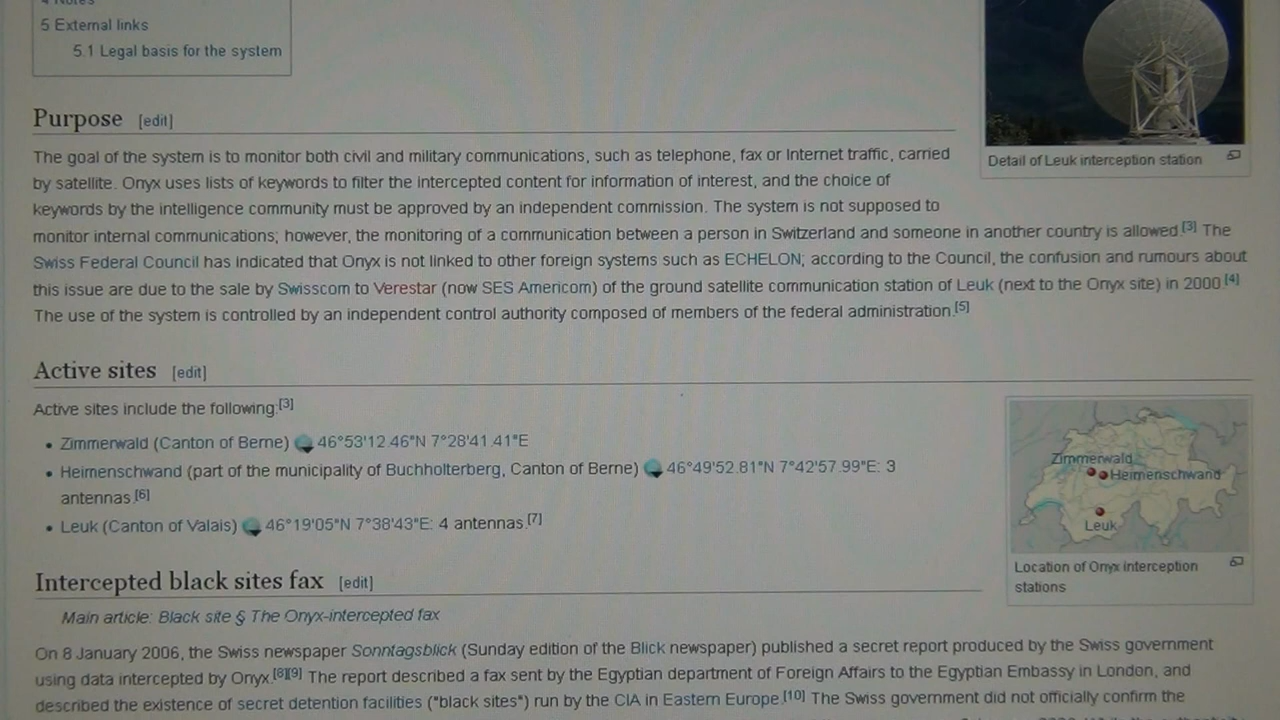 4 Notes
5 External links
5.1 Legal basis for the system
Detail of Leuk interception station
Purpose [edit]
The goal of the system is to monitor both civil and military communications, such as telephone, fax or Internet traffic, carried
by satellite. Onyx uses lists of keywords to filter the intercepted content for information of interest, and the choice of
keywords by the intelligence community must be approved by an independent commission. The system is not supposed to
monitor internal communications; however, the monitoring of a communication between a person in Switzerland and someone in another country is allowed.[3] The
Swiss Federal Council has indicated that Onyx is not linked to other foreign systems such as ECHELON; according to the Council, the confusion and rumours about
this issue are due to the sale by Swisscom to Verestar (now SES Americom) of the ground satellite communication station of Leuk (next to the Onyx site) in 2000.[4]
The use of the system is controlled by an independent control authority composed of members of the federal administration.[5]
Active sites [edit]
Active sites include the following:[3]
• Zimmerwald (Canton of Berne) 46°53'12.46"N 7°28'41.41"E
• Heimenschwand (part of the municipality of Buchholterberg, Canton of Berne) 46°49'52.81"N 7°42'57.99"E: 3
antennas.[6]
• Leuk (Canton of Valais) 46°19'05"N 7°38'43"E: 4 antennas.[7]
Zimmerwald
Heimenschwand
Leuk
Location of Onyx interception
stations
Intercepted black sites fax [edit]
Main article: Black site § The Onyx-intercepted fax
On 8 January 2006, the Swiss newspaper Sonntagsblick (Sunday edition of the Blick newspaper) published a secret report produced by the Swiss government
using data intercepted by Onyx.[8][9] The report described a fax sent by the Egyptian department of Foreign Affairs to the Egyptian Embassy in London, and
described the existence of secret detention facilities ("black sites") run by the CIA in Eastern Europe.[10] The Swiss government did not officially confirm the